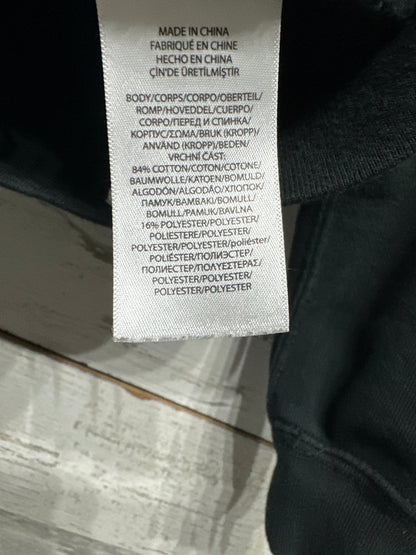 MADE IN CHINA
FABRIQUÉ EN CHINE
HECHO EN CHINA
ÇİN'DE ÜRETİLMİŞTİR
BODY/CORPS/CORPO/OBERTEIL/
ROMP/HOVEDDEL/CUERPO/
CORPO/ПЕРЕД И СПИНКА/
КОРПУС/ΣΩΜΑ/BRUK (KROPP)/
ANVÄND (KROPP)/BEDEN/
VRCHNÍ ČÁST:
84% COTTON/COTON/COTONE/
BAUMWOLLE/KATOEN/BOMULD/
ALGODÓN/ALGODÃO/ХЛОПОК/
ПАМУК/ΒΑΜΒΑΚΙ/BOMULL/
BOMULL/PAMUK/BAVLNA
16% POLYESTER/POLYESTER/
POLIESTERE/POLYESTER/
POLYESTER/POLYESTER/poliéster/
POLIÉSTER/ПОЛИЭСТЕР/
ПОЛИЕСТЕР/ΠΟΛΥΕΣΤΕΡΑΣ/
POLYESTER/POLYESTER/
POLYESTER/POLYESTER